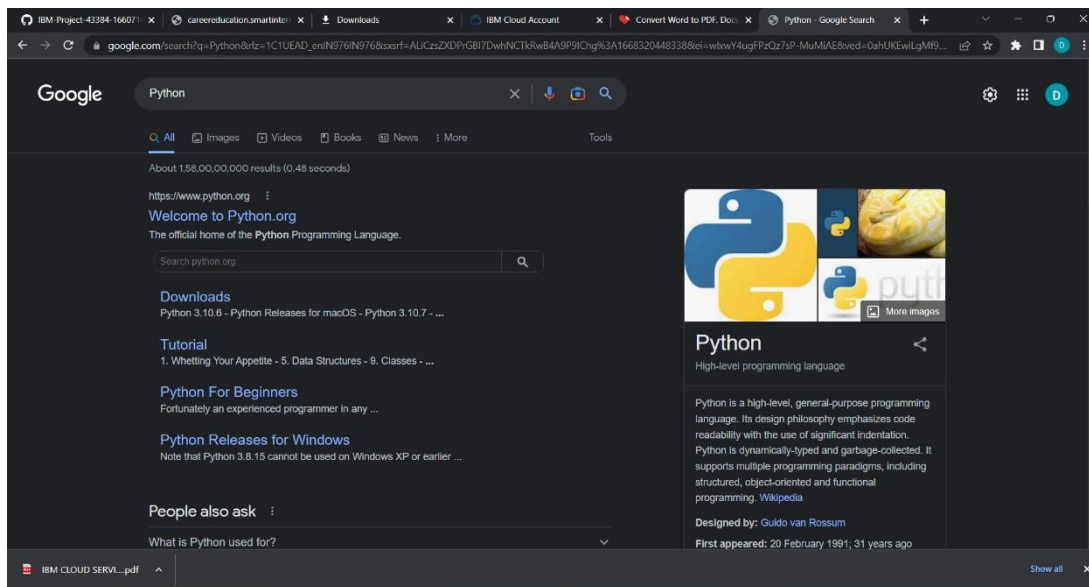 IBM-Project-43384-166071
careereducation.smartintern
Downloads
IBM Cloud Account
Convert Word to PDF. Docu
Python - Google Search
google.com/search?q=Python&rlz=1C1UEAD_enIN976IN976&sxsrf=
Google
Python
D
All Images Videos Books News More Tools
About 1,58,00,00,000 results (0.48 seconds)
https://www.python.org
Welcome to Python.org
The official home of the Python Programming Language.
Search python.org
Downloads
Python 3.10.6 - Python Releases for macOS - Python 3.10.7 - ...
Tutorial
1. Whetting Your Appetite - 5. Data Structures - 9. Classes - ...
Python For Beginners
Fortunately an experienced programmer in any ...
Python Releases for Windows
Note that Python 3.8.15 cannot be used on Windows XP or earlier ...
People also ask
What is Python used for?
pyth
More images
Python
High-level programming language
Python is a high-level, general-purpose programming
language. Its design philosophy emphasizes code
readability with the use of significant indentation.
Python is dynamically-typed and garbage-collected. It
supports multiple programming paradigms, including
structured, object-oriented and functional
programming. Wikipedia
Designed by: Guido van Rossum
First appeared: 20 February 1991; 31 years ago
IBM CLOUD SERVI....pdf
Show all